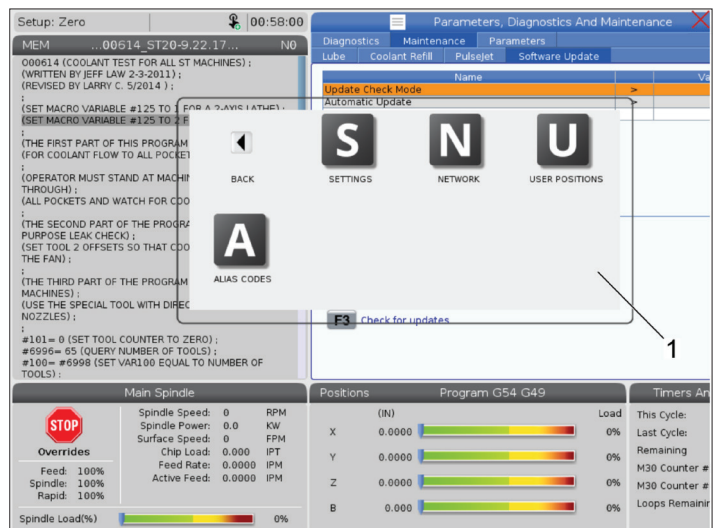 Setup: Zero
00:58:00
MEM ...00614_ST20-9.22.17... N0
O00614 (COOLANT TEST FOR ALL ST MACHINES) ;
(WRITTEN BY JEFF LAW 2-3-2011) ;
(REVISED BY LARRY C. 5/2014 ) ;
;
(SET MACRO VARIABLE #125 TO 1 FOR A 2-AXIS LATHE) ;
(SET MACRO VARIABLE #125 TO 2 F
;
(THE FIRST PART OF THIS PROGRAM
(FOR COOLANT FLOW TO ALL POCKET
;
(OPERATOR MUST STAND AT MACHIN
THROUGH) ;
(ALL POCKETS AND WATCH FOR COO
;
(THE SECOND PART OF THE PROGRA
PURPOSE LEAK CHECK) ;
(SET TOOL 2 OFFSETS SO THAT COO
THE FAN) ;
;
(THE THIRD PART OF THE PROGRAM
MACHINES) ;
(USE THE SPECIAL TOOL WITH DIREC
NOZZLES) ;
;
#101= 0 (SET TOOL COUNTER TO ZERO) ;
#6996= 65 (QUERY NUMBER OF TOOLS) ;
#100= #6998 (SET VAR100 EQUAL TO NUMBER OF
TOOLS) ;
Parameters, Diagnostics And Maintenance
Diagnostics Maintenance Parameters
Lube Coolant Refill Pulsejet Software Update
Name Va
Update Check Mode >
Automatic Update >
BACK
S
SETTINGS
N
NETWORK
U
USER POSITIONS
A
ALIAS CODES
F3 Check for updates
1
Main Spindle
STOP
Overrides
Feed: 100%
Spindle: 100%
Rapid: 100%
Spindle Speed: 0 RPM
Spindle Power: 0.0 KW
Surface Speed: 0 FPM
Chip Load: 0.000 IPT
Feed Rate: 0.0000 IPM
Active Feed: 0.0000 IPM
Spindle Load(%) 0%
Positions Program G54 G49
(IN) Load
X 0.0000 0%
Y 0.0000 0%
Z 0.0000 0%
B 0.000 0%
Timers An
This Cycle:
Last Cycle:
Remaining
M30 Counter #
M30 Counter #
Loops Remainin